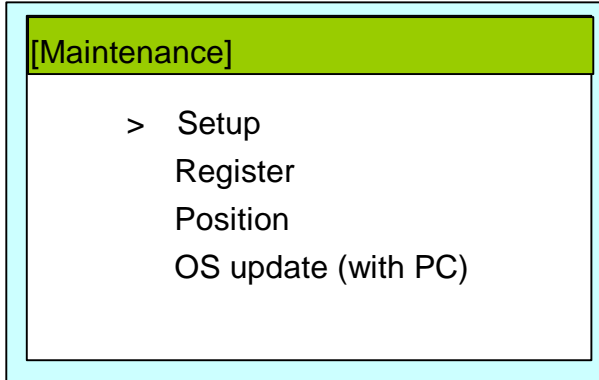 [Maintenance]
> Setup
Register
Position
OS update (with PC)